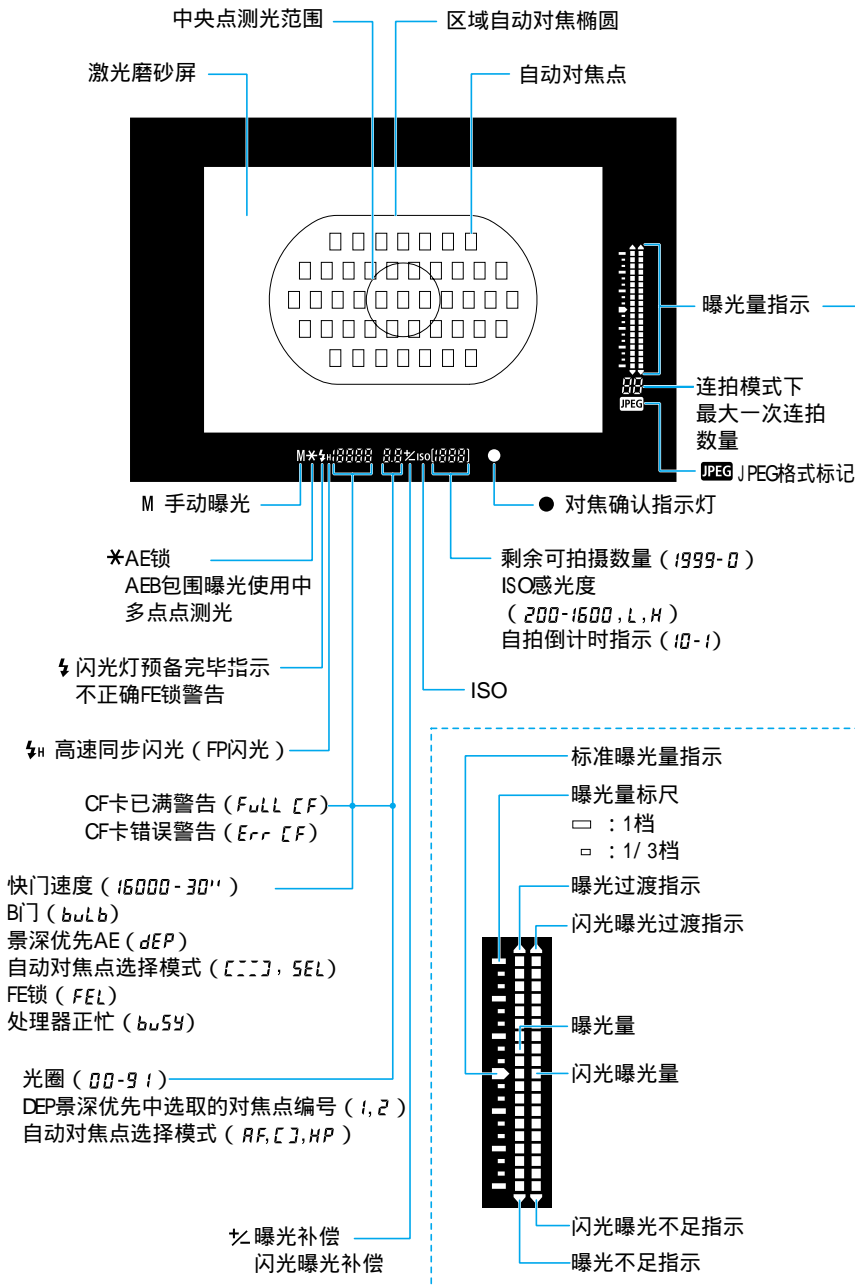 中央点测光范围
区域自动对焦椭圆
激光磨砂屏
自动对焦点
曝光量指示
88
JPEG
连拍模式下
最大一次连拍
数量
JPEG JPEG格式标记
M*H18888 8.8+/-ISO[1888]
M 手动曝光
● 对焦确认指示灯
*AE锁
AEB包围曝光使用中
多点点测光
剩余可拍摄数量（1999-0）
ISO感光度
（200-1600,L,H）
自拍倒计时指示（10-1）
闪光灯预备完毕指示
不正确FE锁警告
ISO
H 高速同步闪光（FP闪光）
CF卡已满警告（FuLL CF）
CF卡错误警告（Err CF）
快门速度（16000-30''）
B门（buLb）
景深优先AE（dEP）
自动对焦点选择模式（[---], SEL）
FE锁（FEL）
处理器正忙（buSY）
光圈（00-91）
DEP景深优先中选取的对焦点编号（1,2）
自动对焦点选择模式（AF,[ ],HP）
+/-曝光补偿
闪光曝光补偿
标准曝光量指示
曝光量标尺
：1档
：1/3档
曝光过渡指示
闪光曝光过渡指示
曝光量
闪光曝光量
闪光曝光不足指示
曝光不足指示